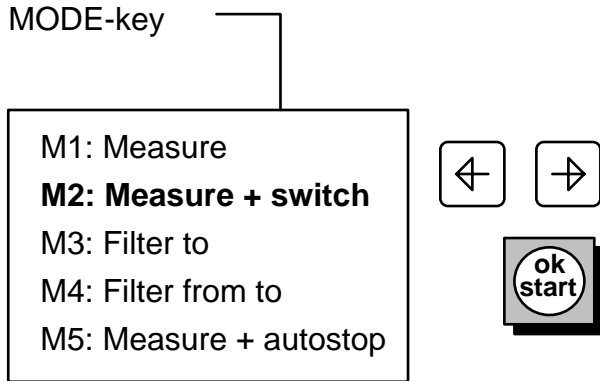 MODE-key
M1: Measure
M2: Measure + switch
M3: Filter to
M4: Filter from to
M5: Measure + autostop
ok
start